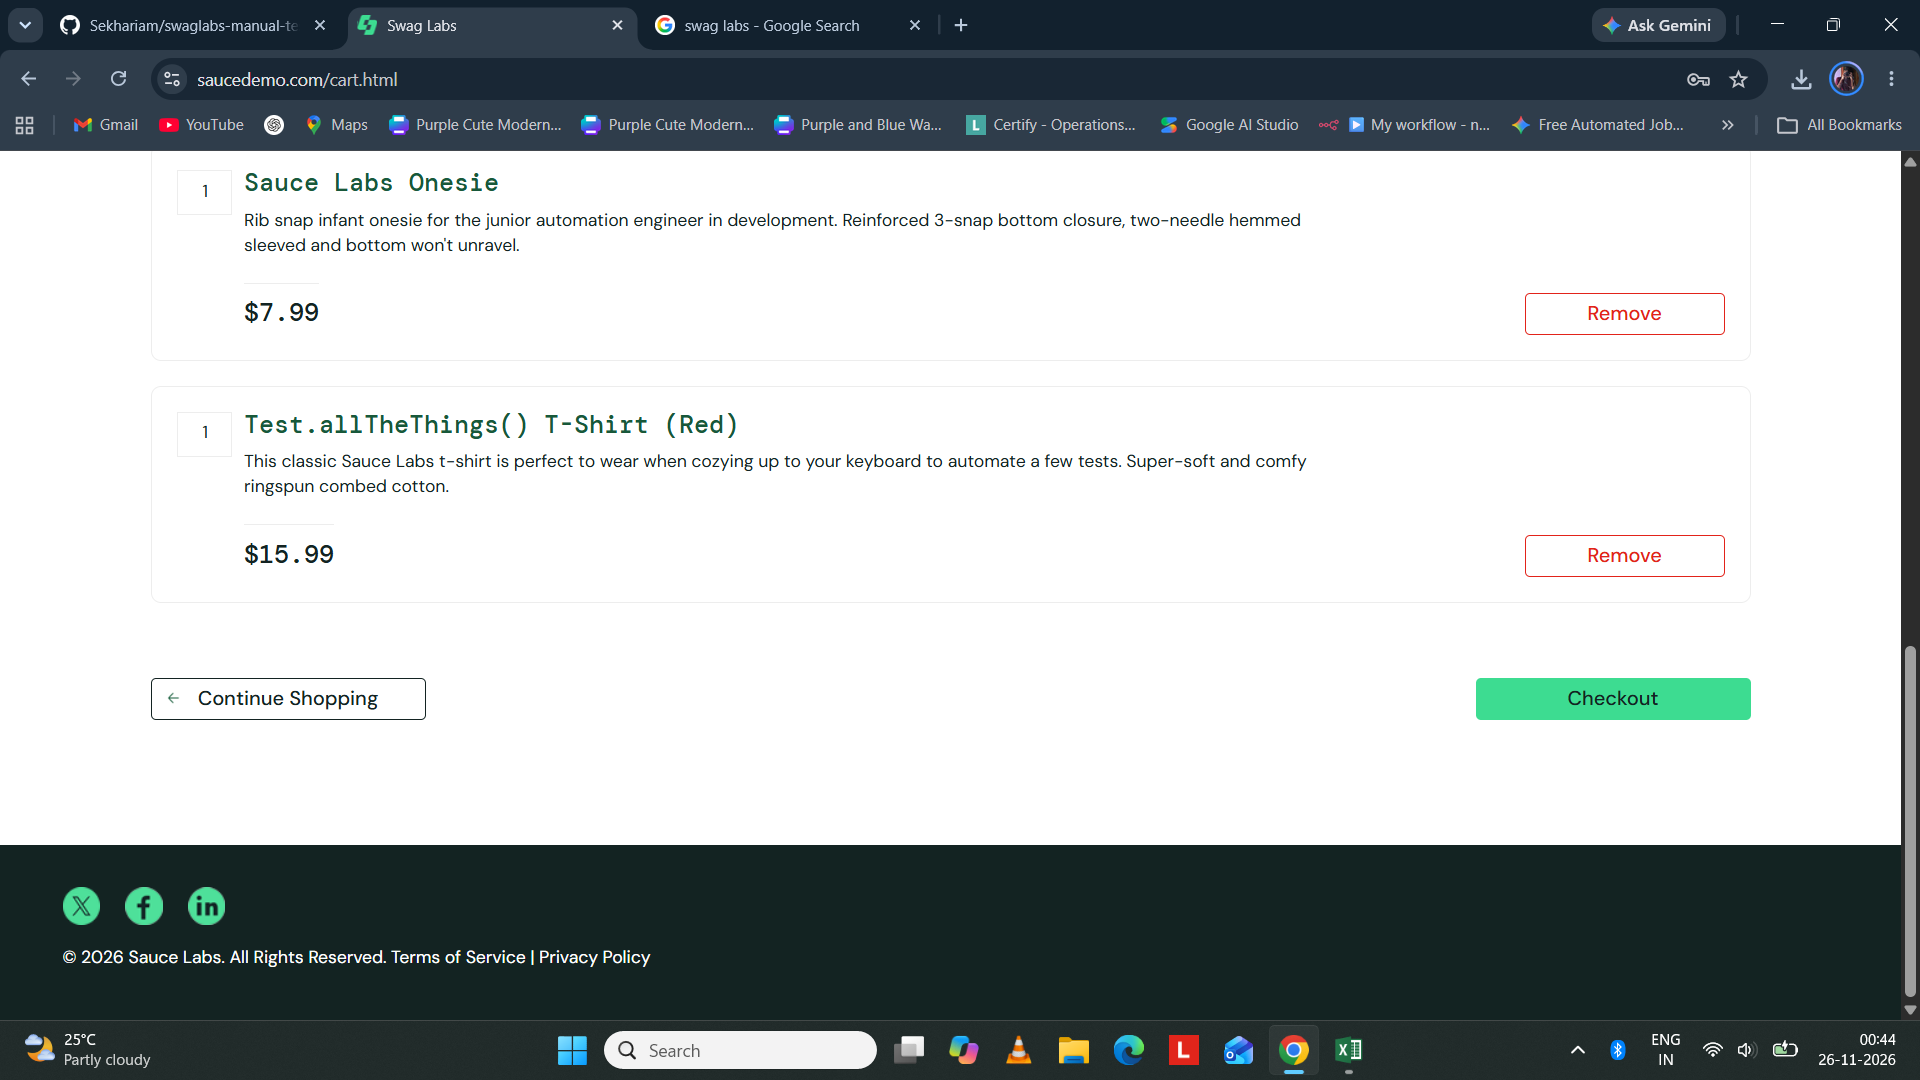 Sekhariam/swaglabs-manual-te
Swag Labs
swag labs - Google Search
Ask Gemini
saucedemo.com/cart.html
Gmail
YouTube
Maps
Purple Cute Modern...
Purple Cute Modern...
Purple and Blue Wa...
L
Certify - Operations...
Google AI Studio
My workflow - n...
Free Automated Job...
All Bookmarks
1
Sauce Labs Onesie
Rib snap infant onesie for the junior automation engineer in development. Reinforced 3-snap bottom closure, two-needle hemmed
sleeved and bottom won't unravel.
$7.99
Remove
1
Test.allTheThings() T-Shirt (Red)
This classic Sauce Labs t-shirt is perfect to wear when cozying up to your keyboard to automate a few tests. Super-soft and comfy
ringspun combed cotton.
$15.99
Remove
Continue Shopping
Checkout
© 2026 Sauce Labs. All Rights Reserved. Terms of Service | Privacy Policy
25°C
Partly cloudy
Search
L
ENG
IN
00:44
26-11-2026